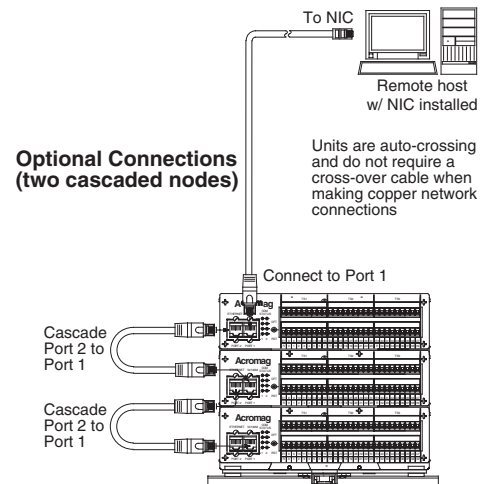 To NIC
Remote host
w/ NIC installed
Optional Connections
(two cascaded nodes)
Units are auto-crossing
and do not require a
cross-over cable when
making copper network
connections
Connect to Port 1
Acromag
Cascade
Port 2 to
Port 1
Acromag
Cascade
Port 2 to
Port 1
Acromag